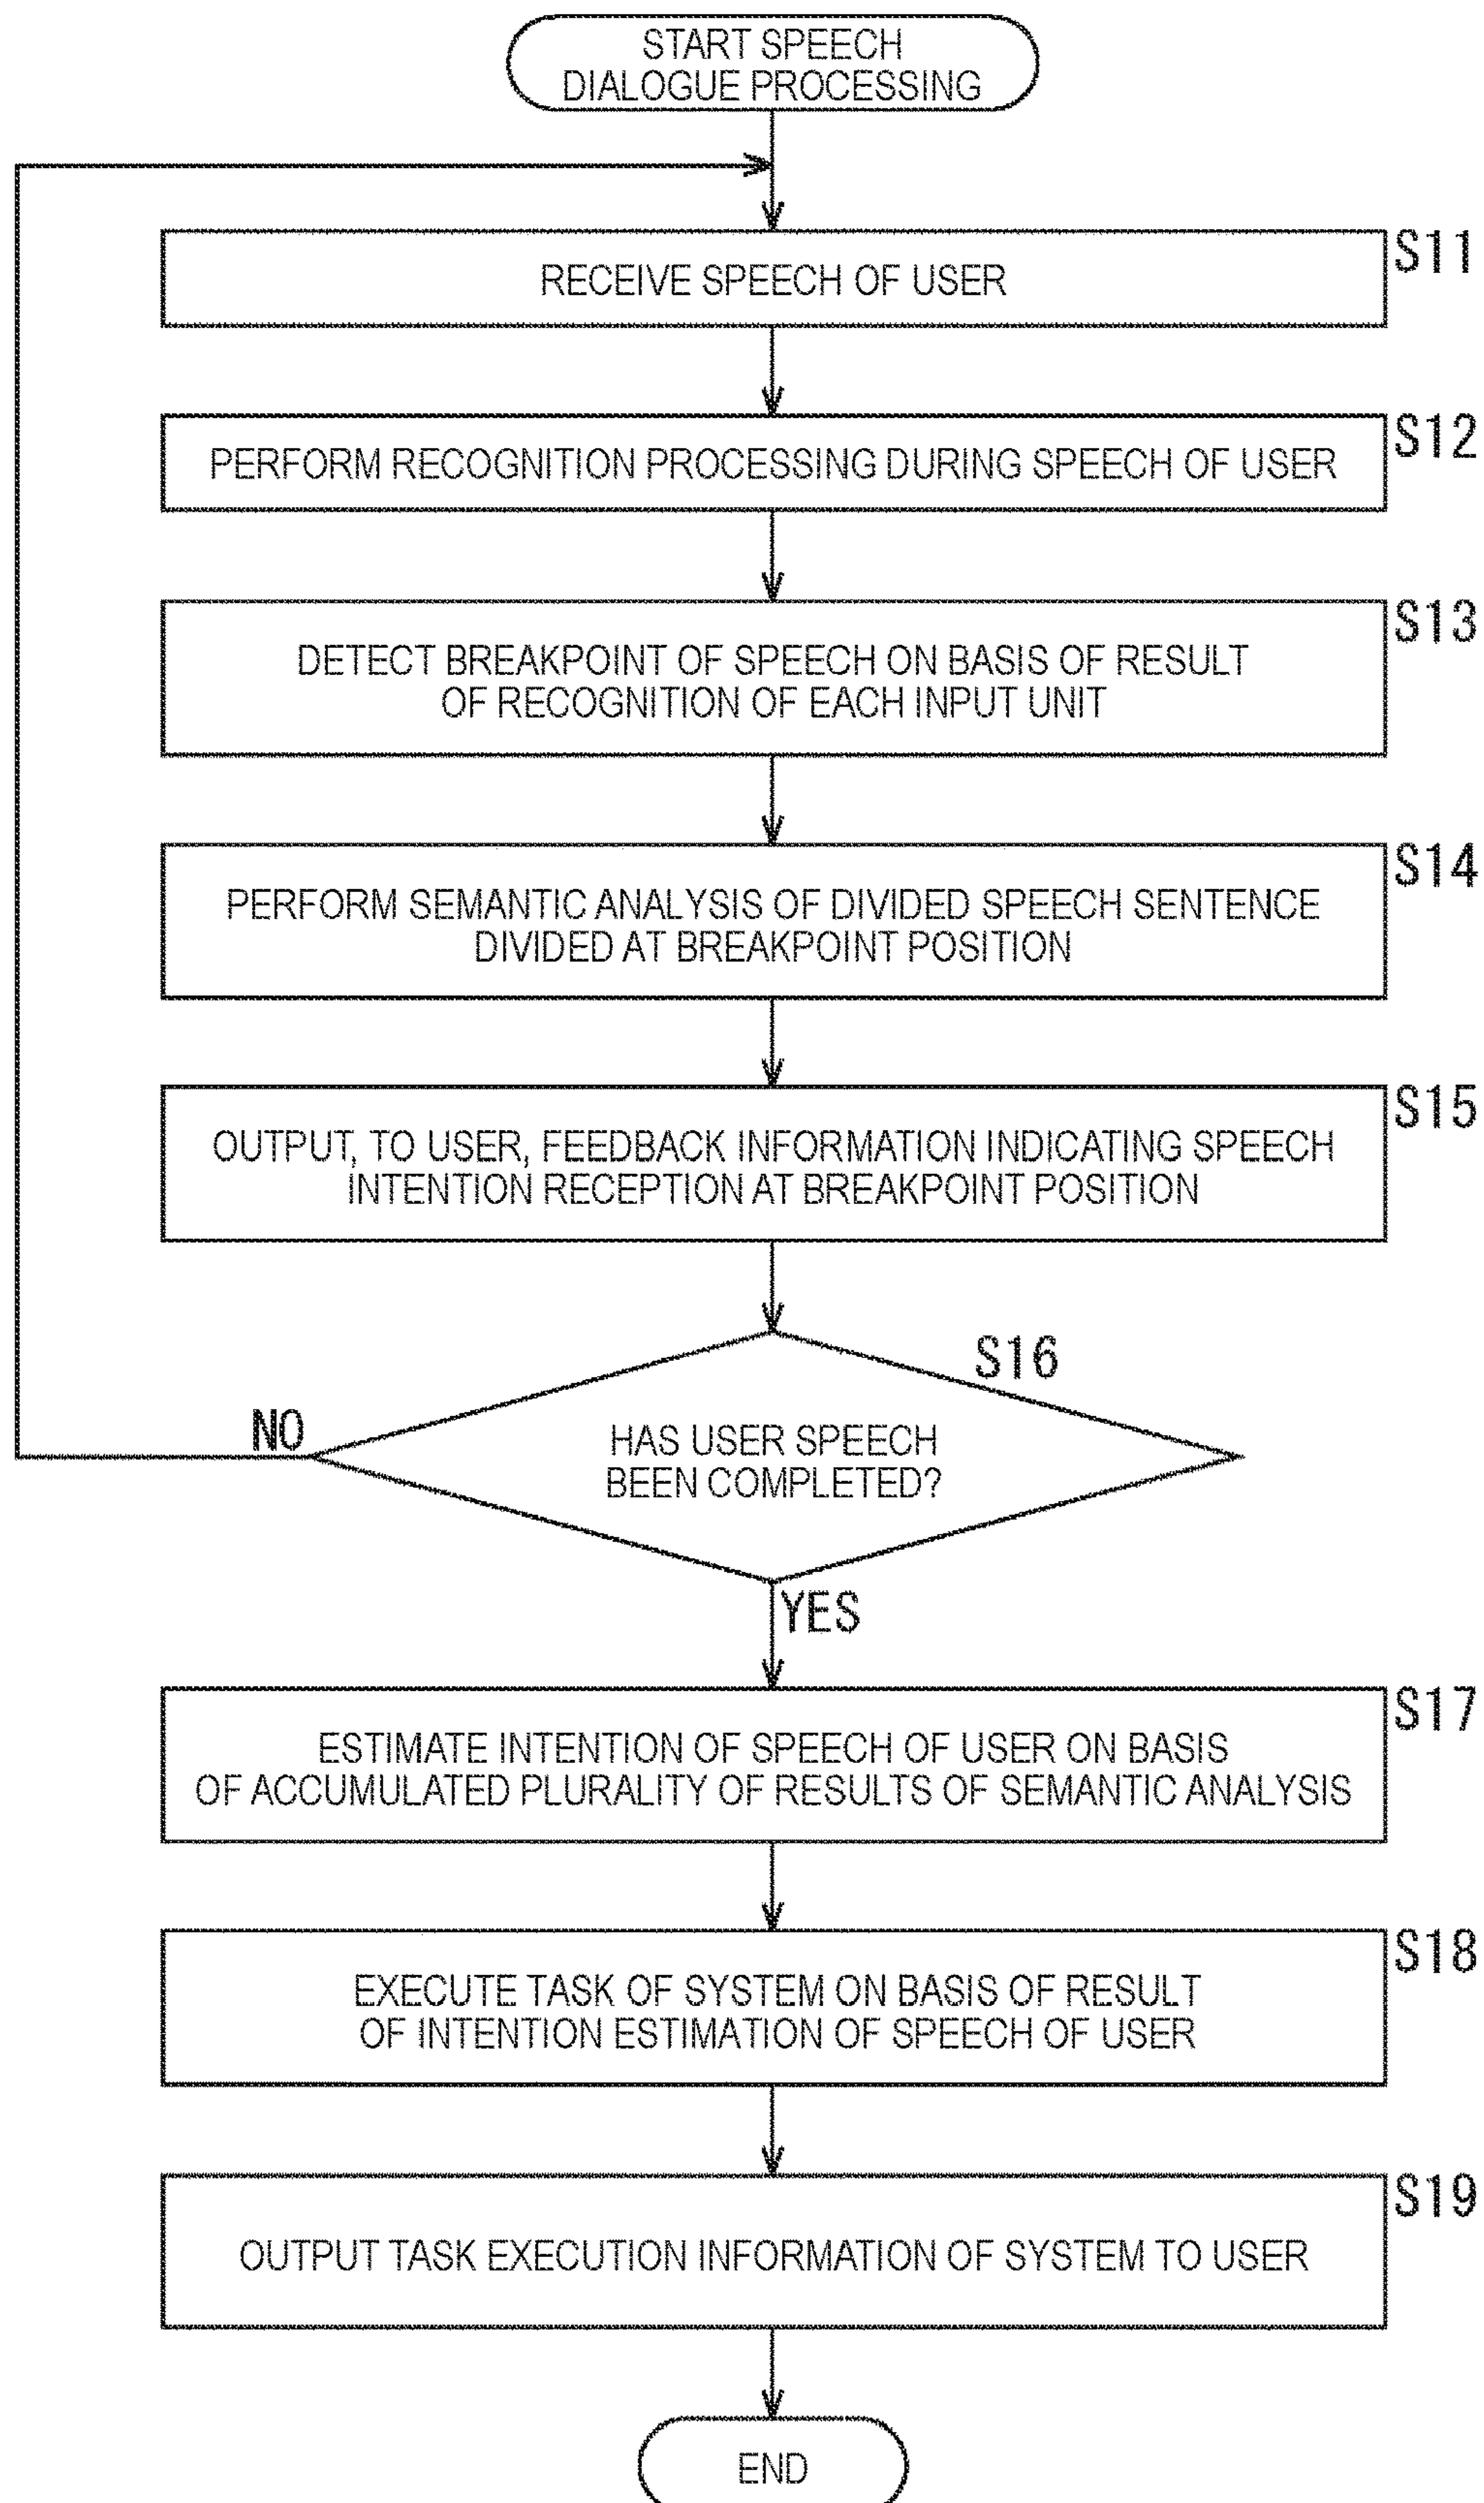 START SPEECH
DIALOGUE PROCESSING
S11
RECEIVE SPEECH OF USER
S12
PERFORM RECOGNITION PROCESSING DURING SPEECH OF USER
S13
DETECT BREAKPOINT OF SPEECH ON BASIS OF RESULT
OF RECOGNITION OF EACH INPUT UNIT
S14
PERFORM SEMANTIC ANALYSIS OF DIVIDED SPEECH SENTENCE
DIVIDED AT BREAKPOINT POSITION
S15
OUTPUT, TO USER, FEEDBACK INFORMATION INDICATING SPEECH
INTENTION RECEPTION AT BREAKPOINT POSITION
S16
NO
HAS USER SPEECH
BEEN COMPLETED?
YES
S17
ESTIMATE INTENTION OF SPEECH OF USER ON BASIS
OF ACCUMULATED PLURALITY OF RESULTS OF SEMANTIC ANALYSIS
S18
EXECUTE TASK OF SYSTEM ON BASIS OF RESULT
OF INTENTION ESTIMATION OF SPEECH OF USER
S19
OUTPUT TASK EXECUTION INFORMATION OF SYSTEM TO USER
END